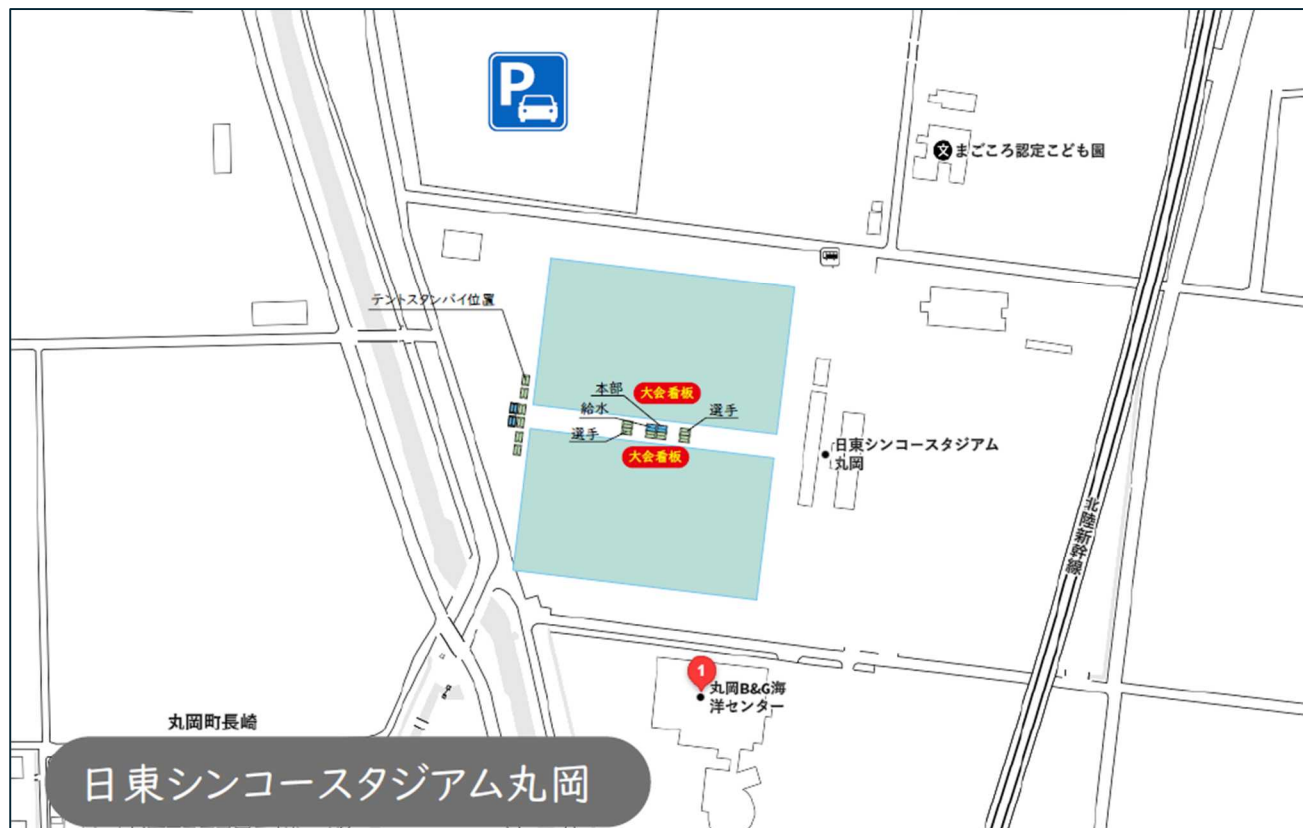 P
文
まごころ認定こども園
テントスタンバイ位置
本部
大会看板
給水
選手
選手
大会看板
日東シンコースタジアム
丸岡
北陸新幹線
1
丸岡B&G海
洋センター
丸岡町長崎
日東シンコースタジアム丸岡